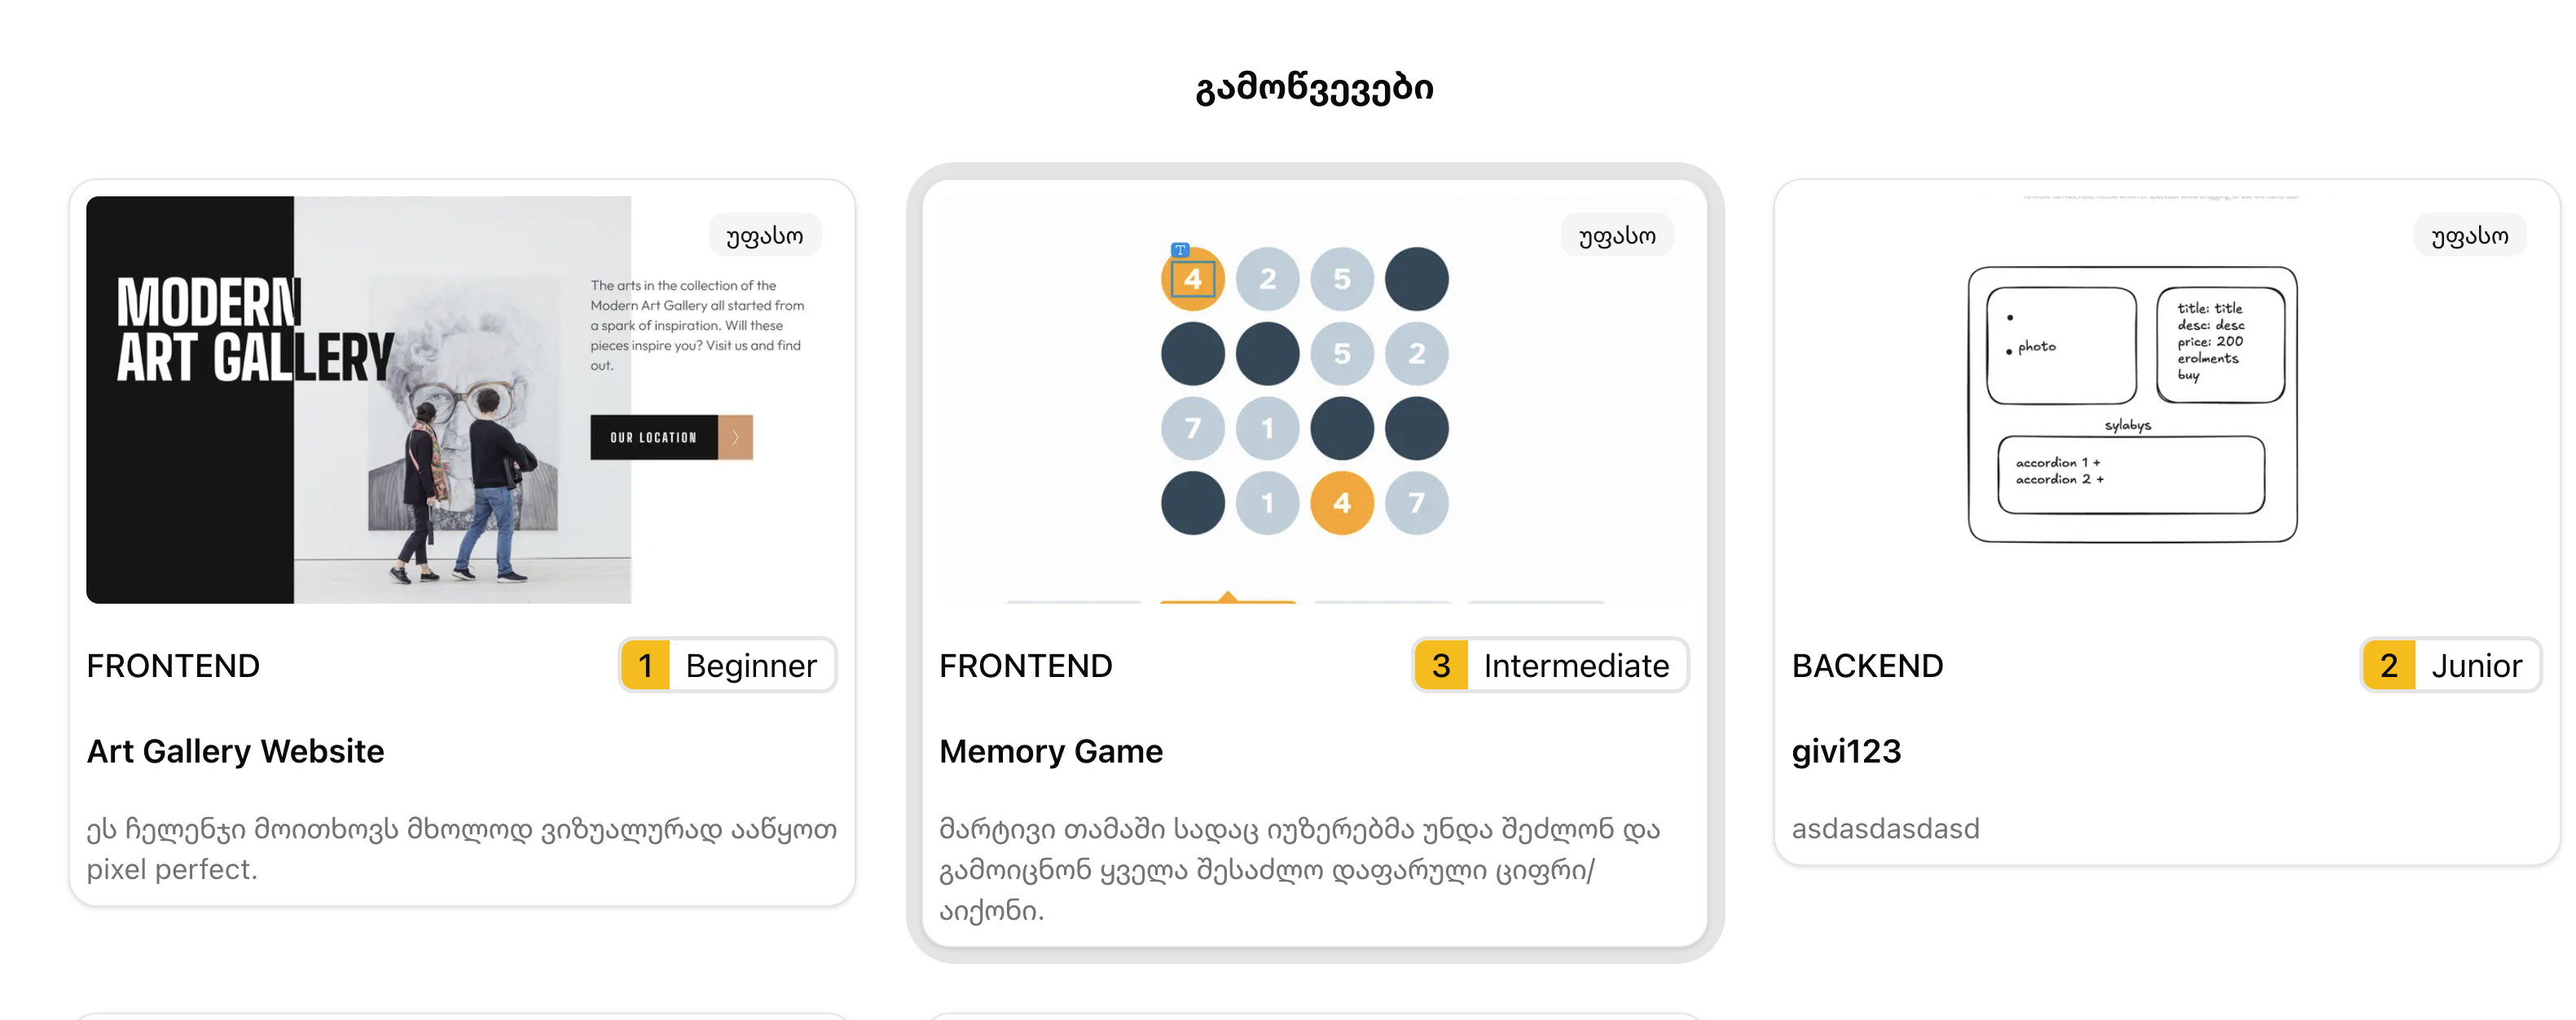 გამოწვევები
უფასო
MODERN
ART GALLERY
The arts in the collection of the
Modern Art Gallery all started from
a spark of inspiration. Will these
pieces inspire you? Visit us and find
out.
OUR LOCATION
FRONTEND
1 Beginner
Art Gallery Website
ეს ჩელენჯი მოითხოვს მხოლოდ ვიზუალურად ააწყოთ
pixel perfect.
უფასო
T
4 2 5
5 2
7 1
1 4 7
FRONTEND
3 Intermediate
Memory Game
მარტივი თამაში სადაც იუზერებმა უნდა შეძლონ და
გამოიცნონ ყველა შესაძლო დაფარული ციფრი/
აიქონი.
უფასო
photo
title: title
desc: desc
price: 200
erolments
buy
sylabys
accordion 1 +
accordion 2 +
BACKEND
2 Junior
givi123
asdasdasdasd